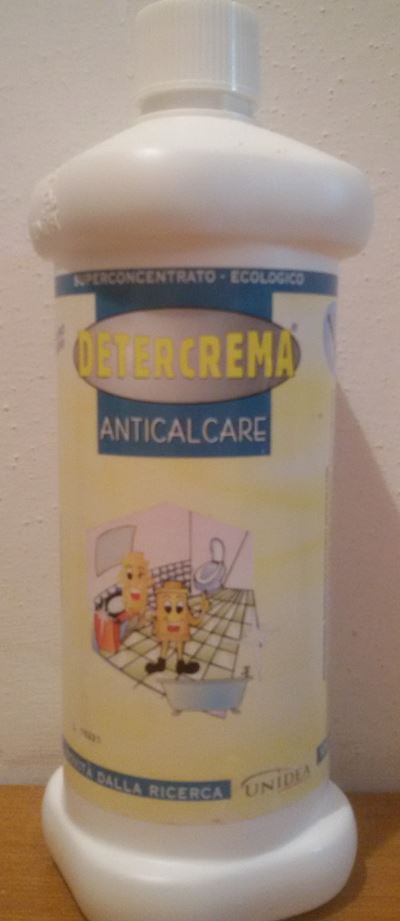 SUPERCONCENTRATO - ECOLOGICO
DETERCREMA
ANTICALCARE
DALLA RICERCA
UNIDEA